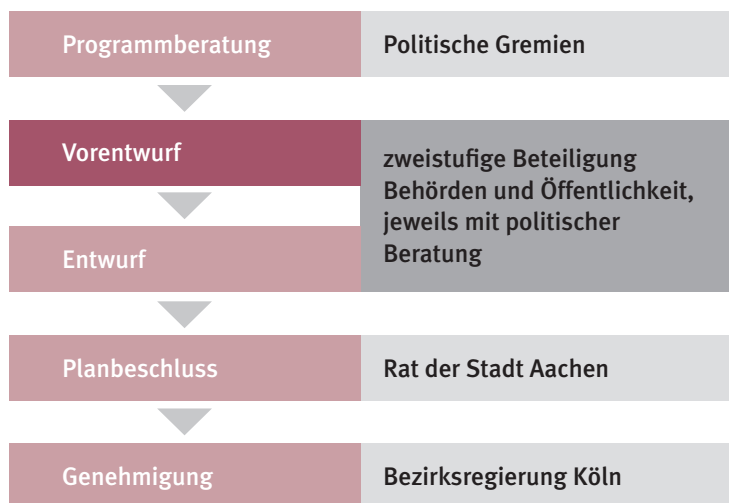 Programmberatung
Politische Gremien
Vorentwurf
zweistufige Beteiligung
Behörden und Öffentlichkeit,
jeweils mit politischer
Beratung
Entwurf
Planbeschluss
Rat der Stadt Aachen
Genehmigung
Bezirksregierung Köln